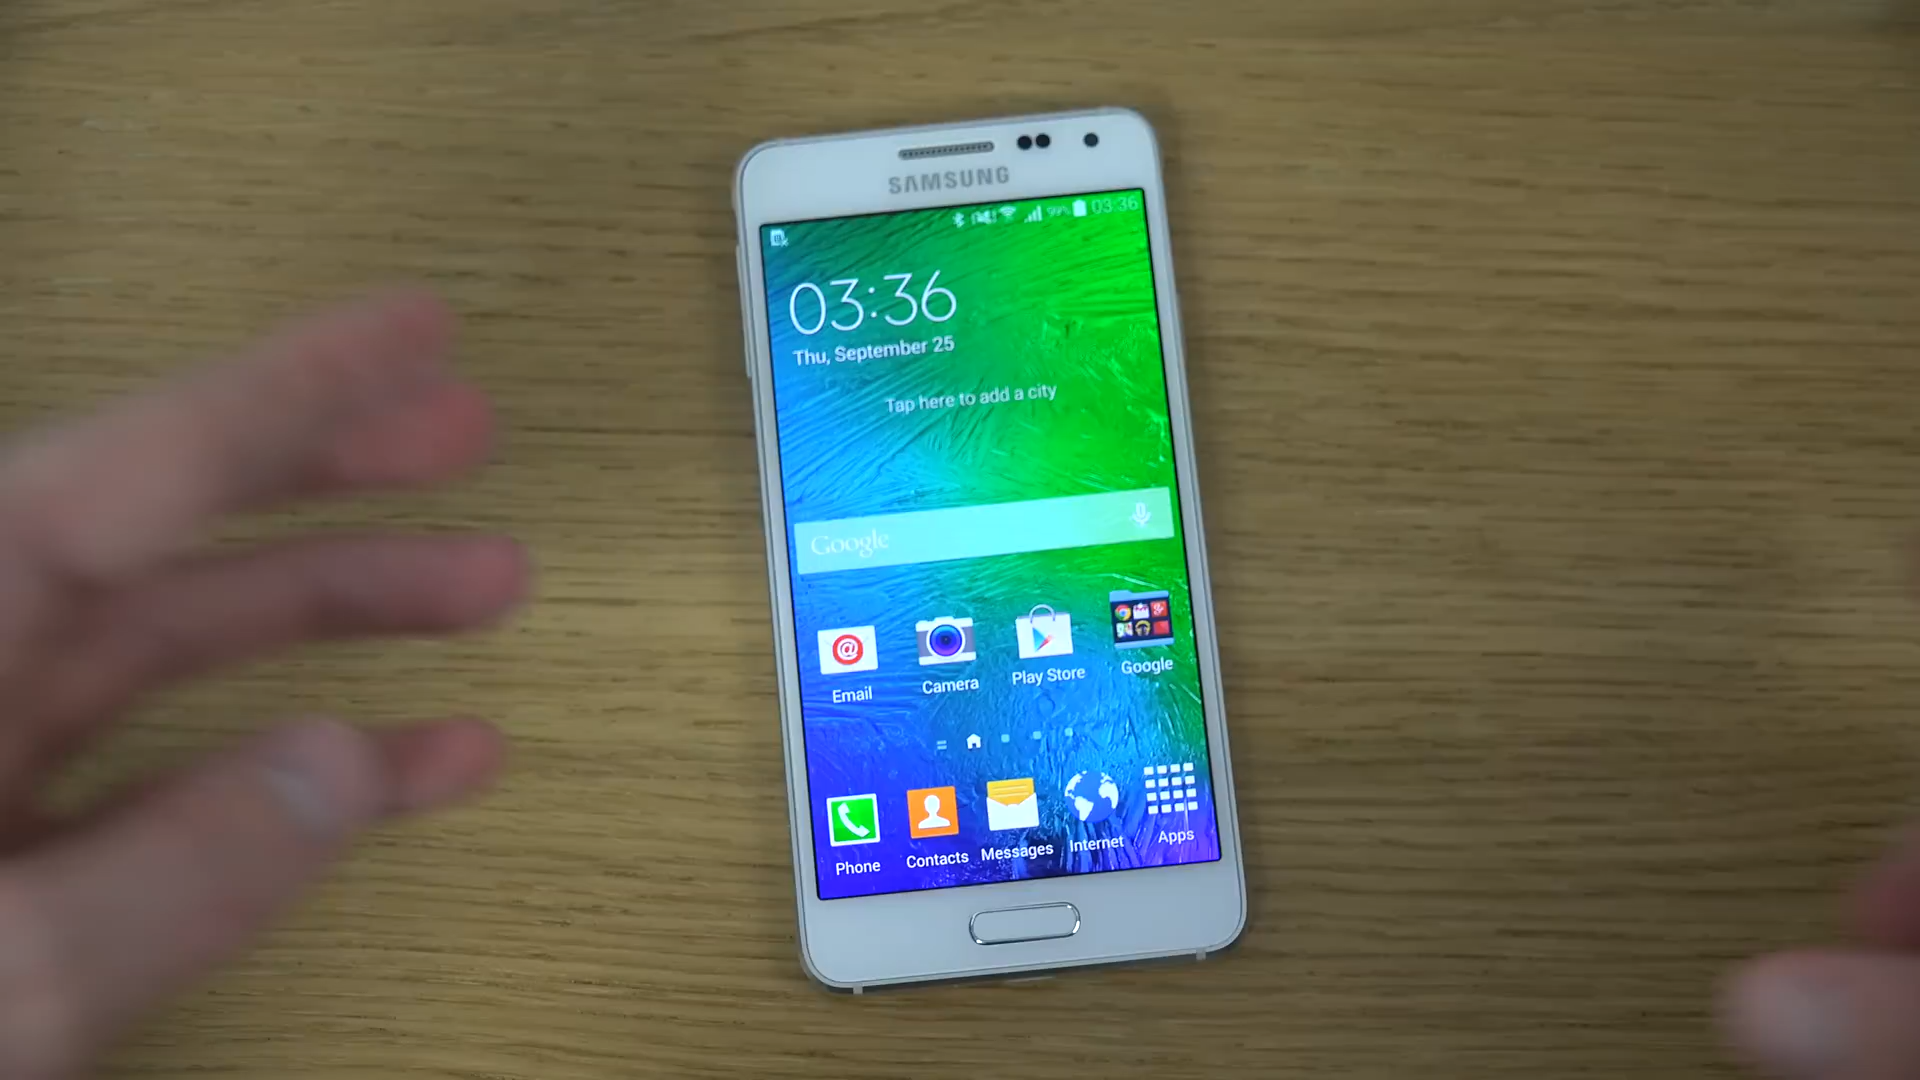 SAMSUNG
99% 03:36
03:36
Thu, September 25
Tap here to add a city
Google
Email Camera Play Store Google
Phone Contacts Messages Internet Apps